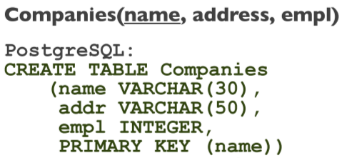 Companies(name, address, empl)
PostgreSQL:
CREATE TABLE Companies
(name VARCHAR(30),
addr VARCHAR(50),
empl INTEGER,
PRIMARY KEY (name))